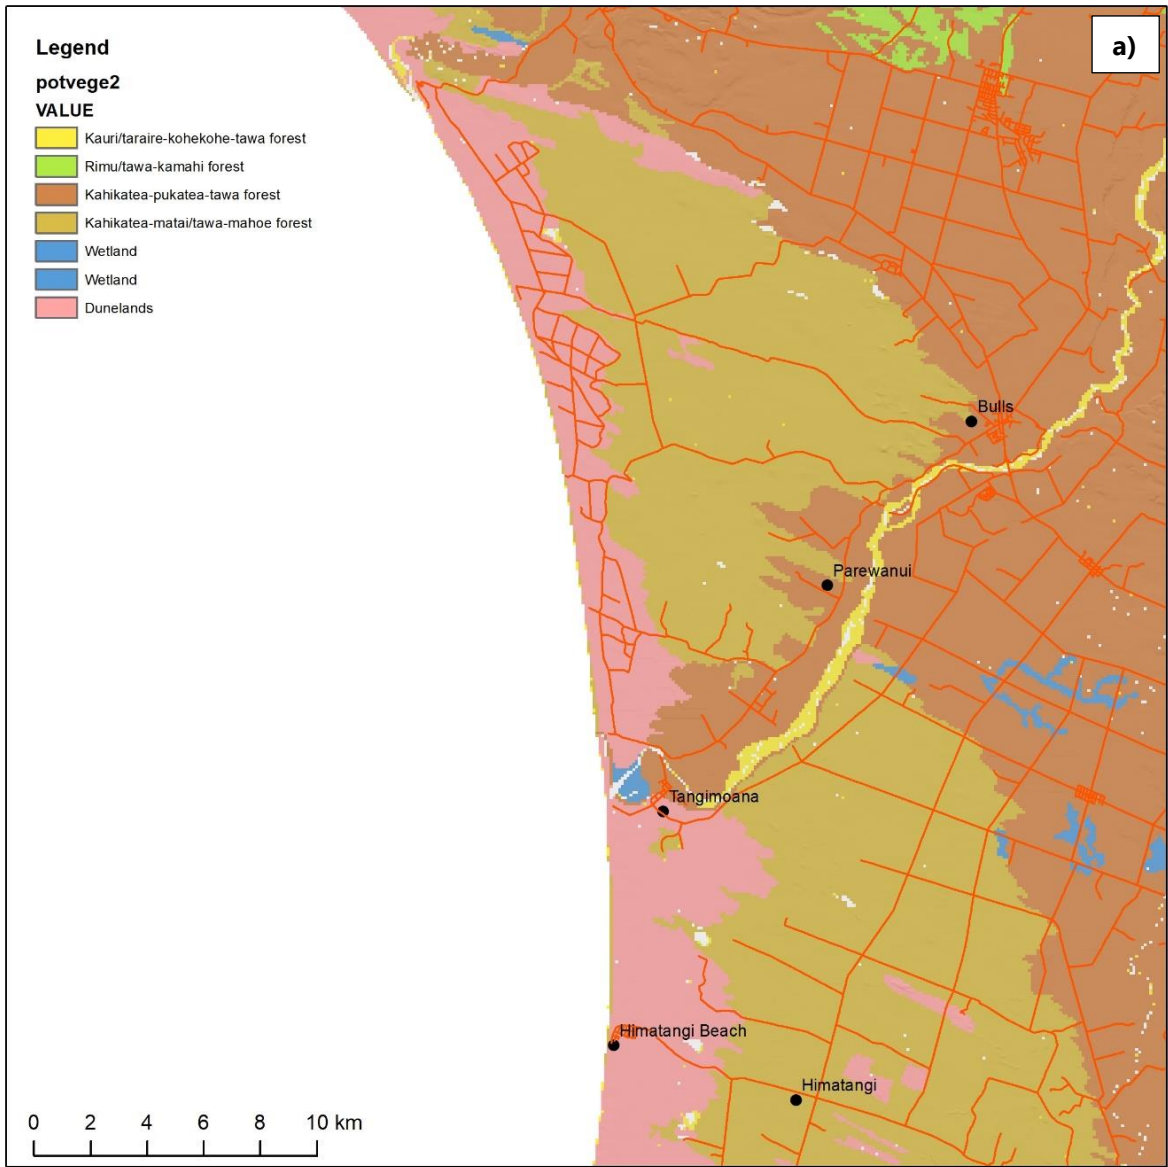 a)
Legend
potvege2
VALUE
Kauri/taraire-kohekohe-tawa forest
Rimu/tawa-kamahi forest
Kahikatea-pukatea-tawa forest
Kahikatea-matai/tawa-mahoe forest
Wetland
Wetland
Dunelands
Bulls
Parewanui
Tangimoana
Himatangi Beach
Himatangi
0 2 4 6 8 10 km